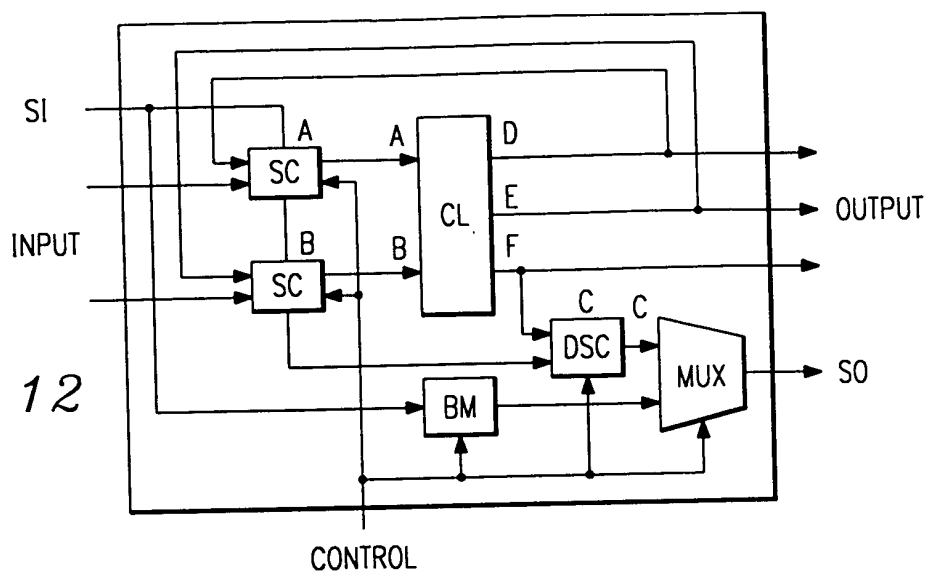 SI
A A D
SC
CL
E OUTPUT
INPUT
B B F
SC
C C
DSC
MUX SO
12
BM
CONTROL